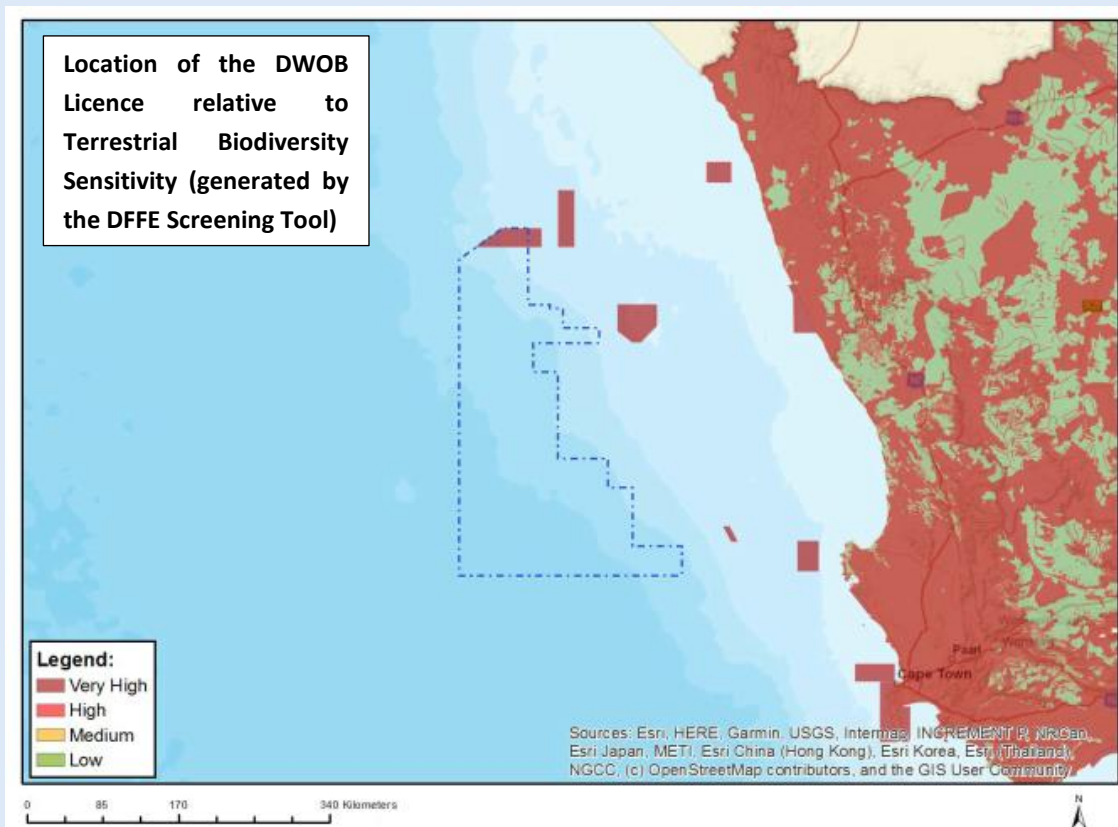 Location of the DWOB
Licence relative to
Terrestrial Biodiversity
Sensitivity (generated by
the DFFE Screening Tool)
Paarl
Cape Town
Legend:
Very High
High
Medium
Low
Sources: Esri, HERE, Garmin, USGS, Intermap, INCREMENT P, NRCan,
Esri Japan, METI, Esri China (Hong Kong), Esri Korea, Esri (Thailand),
NGCC, (c) OpenStreetMap contributors, and the GIS User Community
0 85 170 340 Kilometers
N